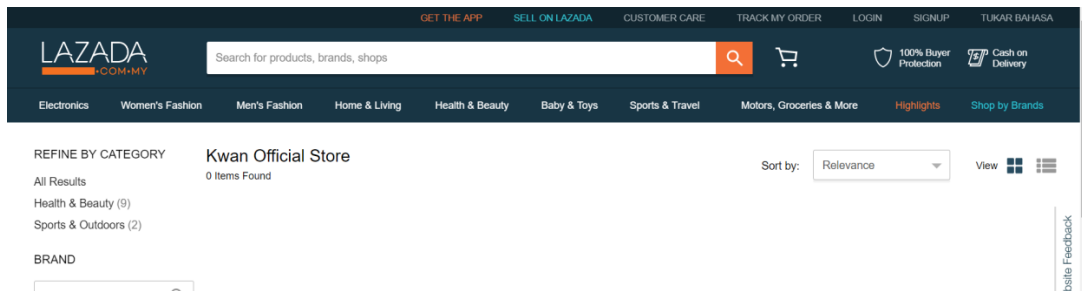 GET THE APP SELL ON LAZADA CUSTOMER CARE TRACK MY ORDER LOGIN SIGNUP TUKAR BAHASA
LAZADA
.COM.MY
Search for products, brands, shops
100% Buyer
Protection
Cash on
Delivery
Electronics Women's Fashion Men's Fashion Home & Living Health & Beauty Baby & Toys Sports & Travel Motors, Groceries & More Highlights Shop by Brands
REFINE BY CATEGORY
All Results
Health & Beauty (9)
Sports & Outdoors (2)
BRAND
Kwan Official Store
0 Items Found
Sort by: Relevance
View
Feedback